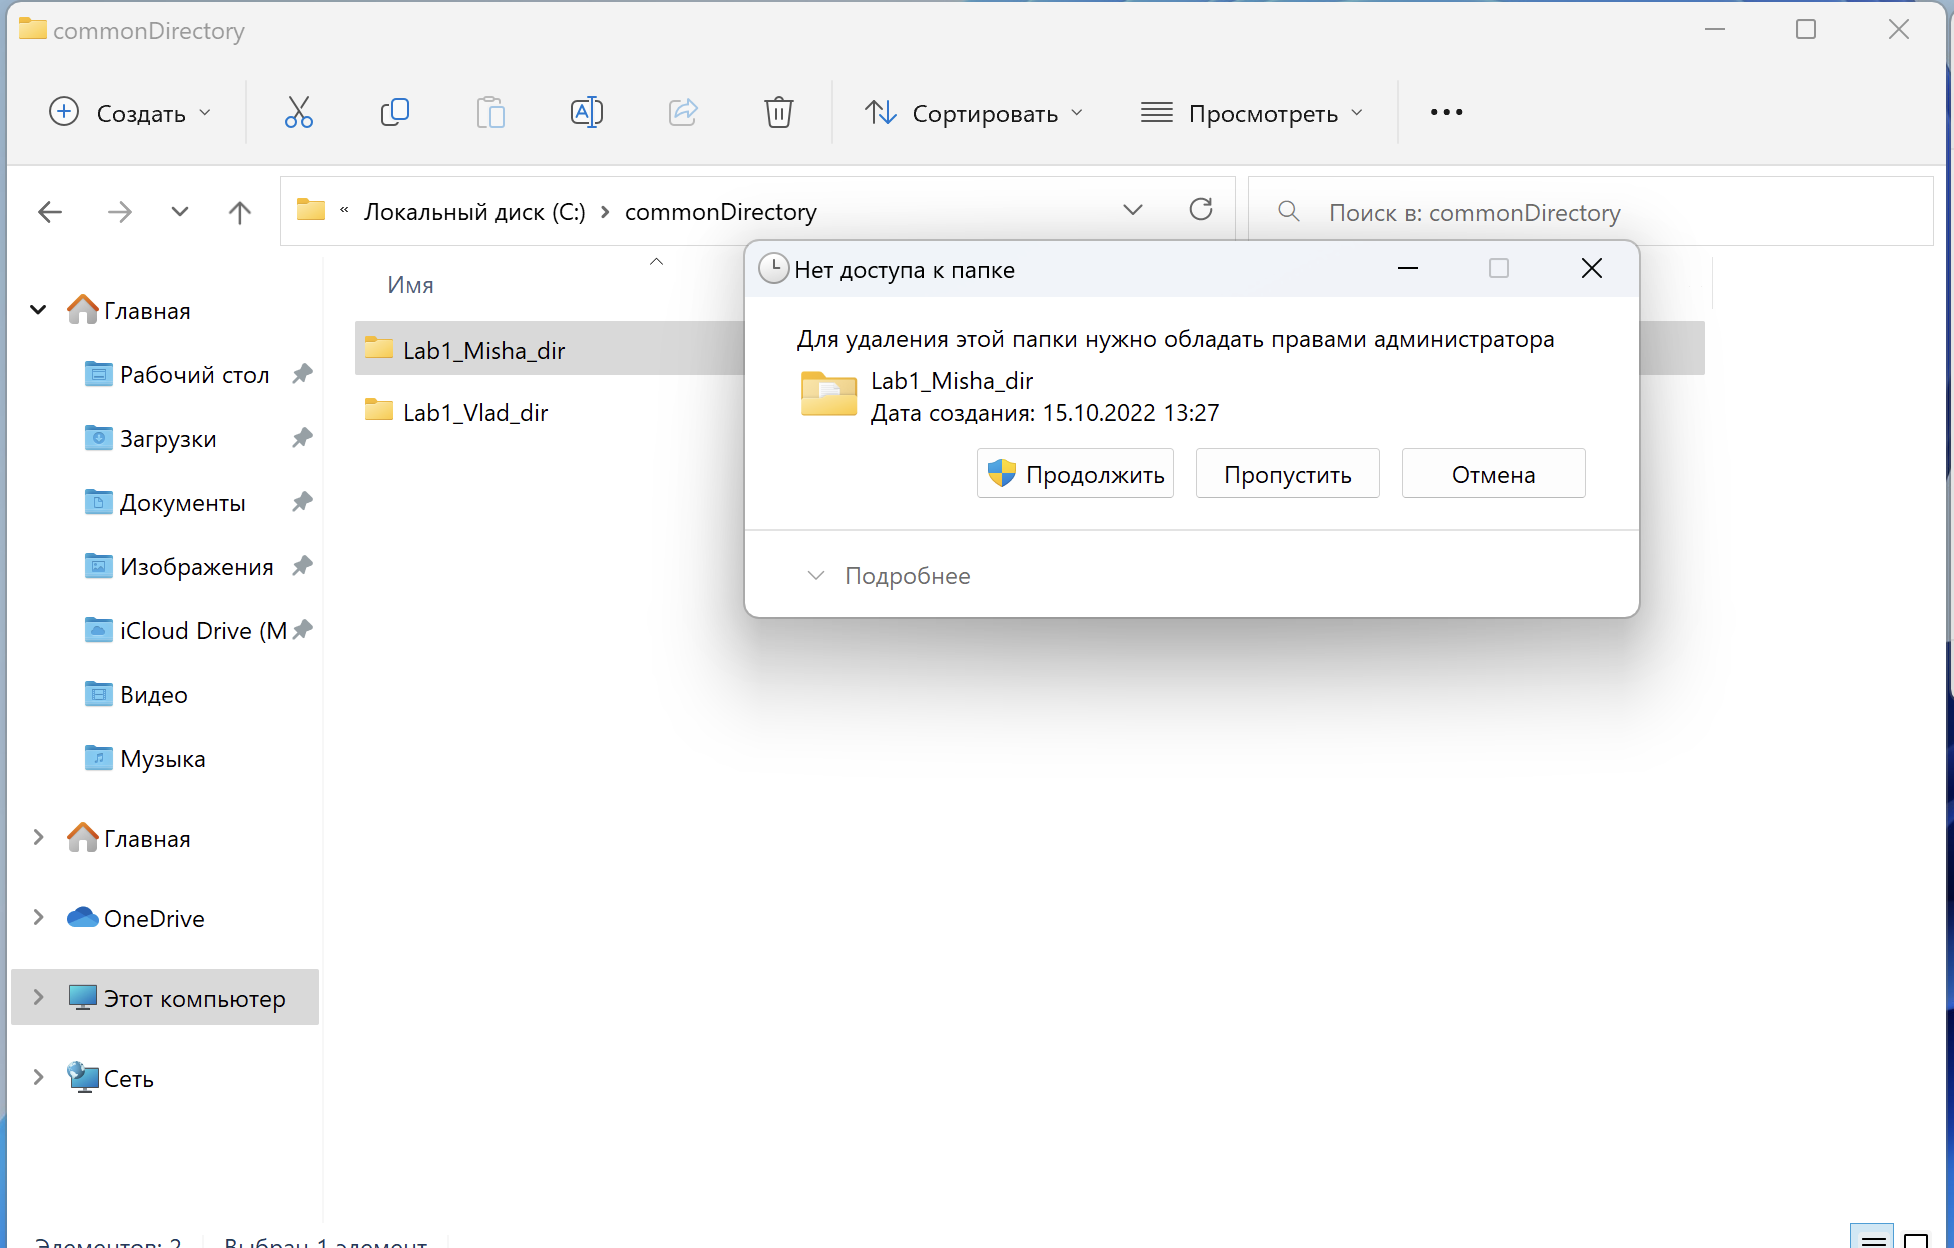 commonDirectory
Создать
Сортировать
Просмотреть
« Локальный диск (C:) > commonDirectory
Поиск в: commonDirectory
Имя
Главная
Рабочий стол
Загрузки
Документы
Изображения
iCloud Drive (M
Видео
Музыка
Главная
OneDrive
Этот компьютер
Сеть
Lab1_Misha_dir
Lab1_Vlad_dir
Нет доступа к папке
Для удаления этой папки нужно обладать правами администратора
Lab1_Misha_dir
Дата создания: 15.10.2022 13:27
Продолжить
Пропустить
Отмена
Подробнее
Элементов: 2
Выбран 1 элемент